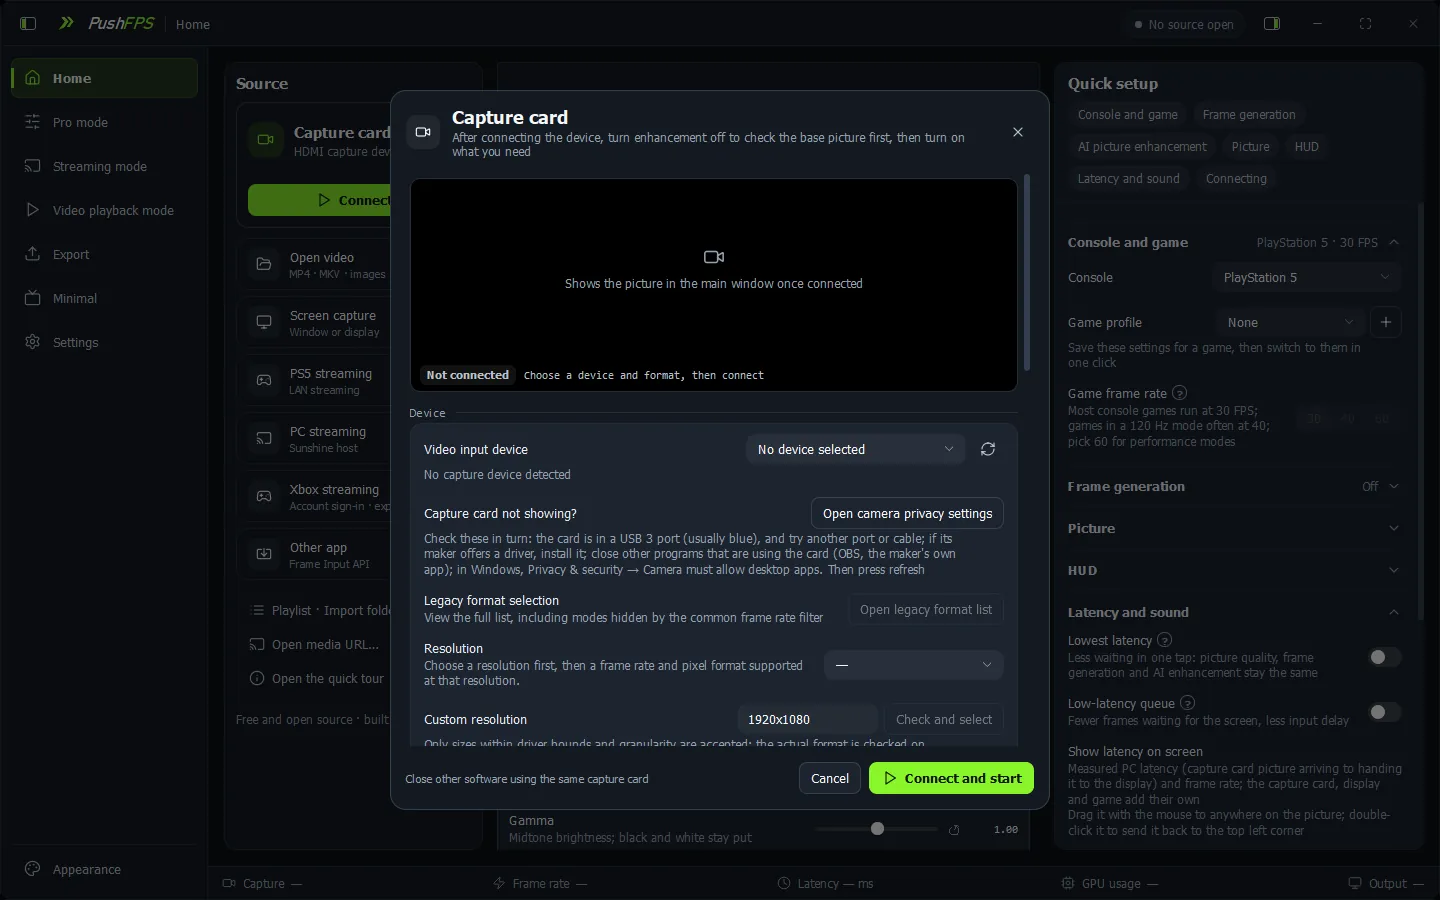 PushFPS
Home
No source open
Home
Pro mode
Streaming mode
Video playback mode
Export
Minimal
Settings
Appearance
Source
Capture card
HDMI capture dev
Connect
Open video
MP4 · MKV · images
Screen capture
Window or display
PS5 streaming
LAN streaming
PC streaming
Sunshine host
Xbox streaming
Account sign-in · exp
Other app
Frame Input API
Playlist · Import folde
Open media URL...
Open the quick tour
Free and open source · built
Capture card
After connecting the device, turn enhancement off to check the base picture first, then turn on
what you need
Shows the picture in the main window once connected
Not connected
Choose a device and format, then connect
Device
Video input device
No device selected
No capture device detected
Capture card not showing?
Open camera privacy settings
Check these in turn: the card is in a USB 3 port (usually blue), and try another port or cable; if its
maker offers a driver, install it; close other programs that are using the card (OBS, the maker's own
app); in Windows, Privacy & security → Camera must allow desktop apps. Then press refresh
Legacy format selection
View the full list, including modes hidden by the common frame rate filter
Open legacy format list
Resolution
Choose a resolution first, then a frame rate and pixel format supported
at that resolution.
—
Custom resolution
1920x1080
Check and select
Only sizes within driver bounds and granularity are accepted; the actual format is checked on
Close other software using the same capture card
Cancel
Connect and start
Gamma
Midtone brightness; black and white stay put
1.00
Quick setup
Console and game
Frame generation
AI picture enhancement
Picture
HUD
Latency and sound
Connecting
Console and game
PlayStation 5 · 30 FPS
Console
PlayStation 5
Game profile
None
Save these settings for a game, then switch to them in
one click
Game frame rate
Most console games run at 30 FPS;
games in a 120 Hz mode often at 40;
pick 60 for performance modes
30
40
60
Frame generation
Off
Picture
HUD
Latency and sound
Lowest latency
Less waiting in one tap: picture quality, frame
generation and AI enhancement stay the same
Low-latency queue
Fewer frames waiting for the screen, less input delay
Show latency on screen
Measured PC latency (capture card picture arriving to handing
it to the display) and frame rate; the capture card, display
and game add their own
Drag it with the mouse to anywhere on the picture; double-
click it to send it back to the top left corner
Capture —
Frame rate —
Latency — ms
GPU usage —
Output —